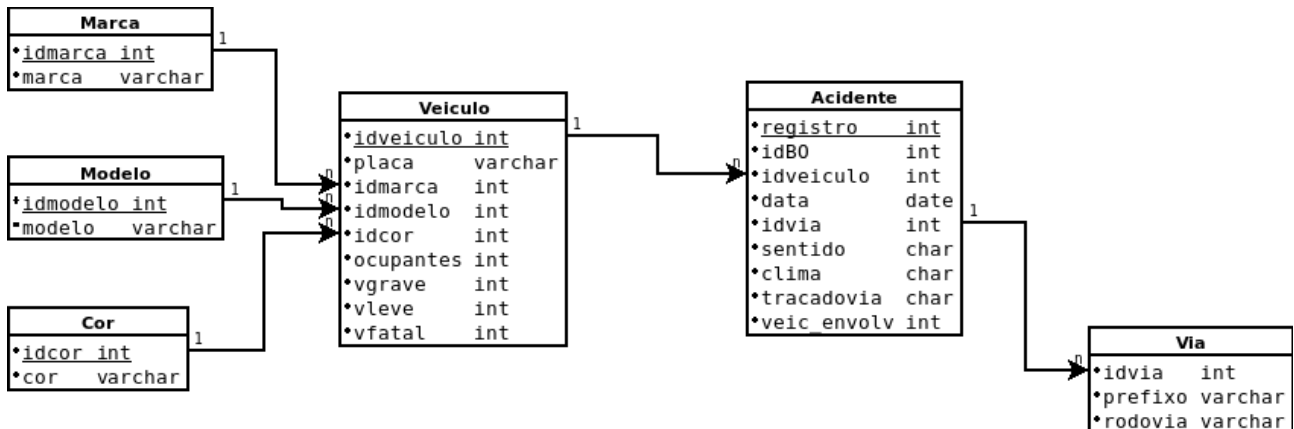 Marca
idmarca int
marca varchar
1
Modelo
idmodelo int
modelo varchar
1
Cor
idcor int
cor varchar
1
Veiculo
idveiculo int
placa varchar
idmarca int
idmodelo int
idcor int
ocupantes int
vgrave int
vleve int
vfatal int
n
n
n
1
Acidente
registro int
idBO int
idveiculo int
data date
idvia int
sentido char
clima char
tracadovia char
veic_envolv int
n
1
Via
idvia int
prefixo varchar
rodovia varchar
n